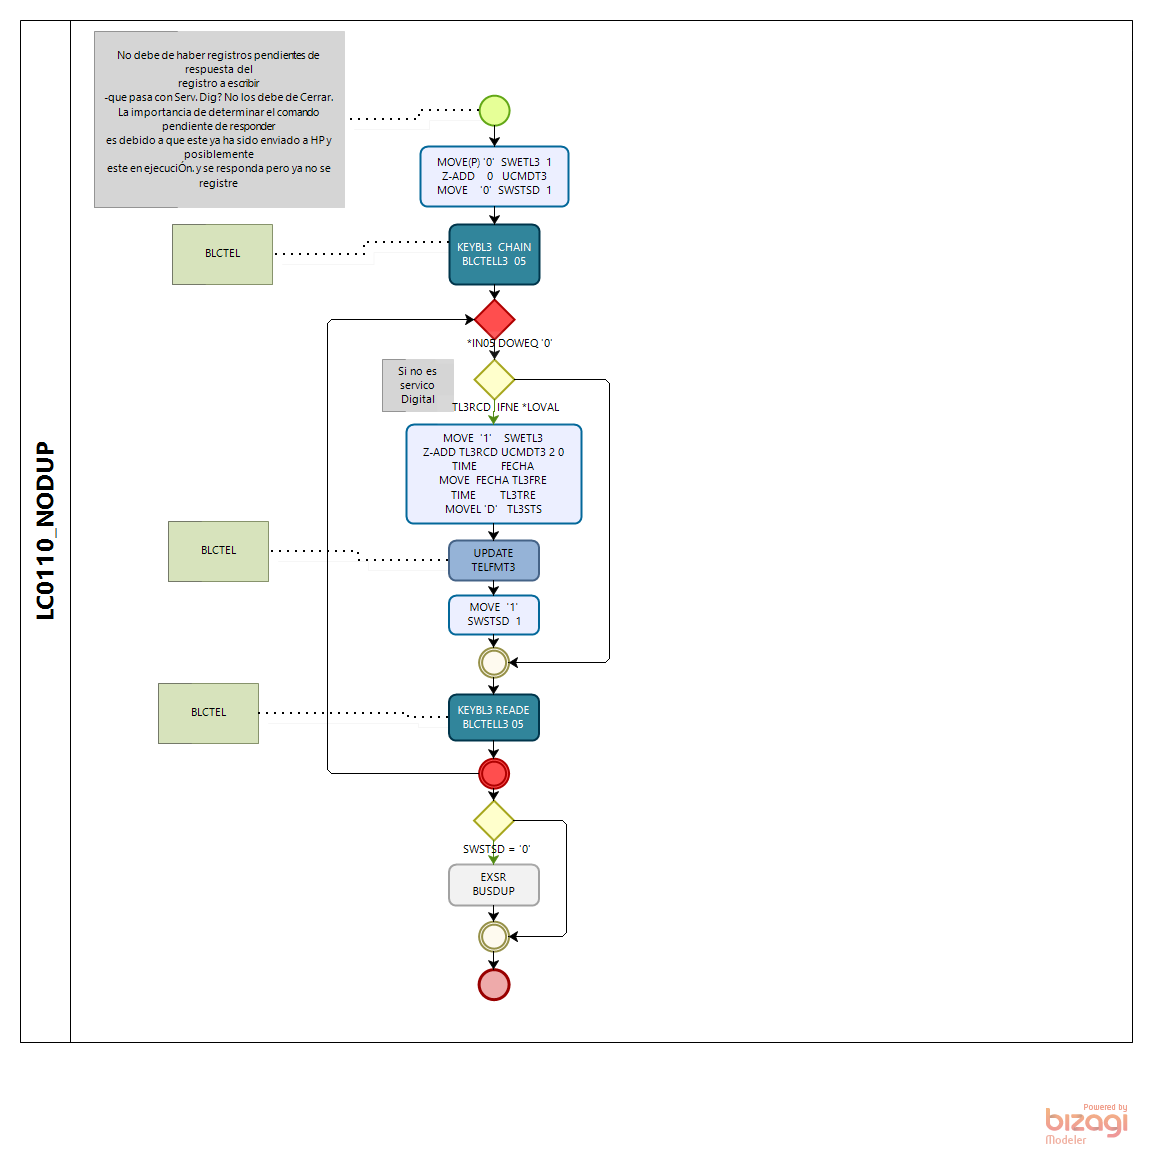 LC0110_NODUP
No debe de haber registros pendientes de
respuesta del
registro a escribir
-que pasa con Serv. Dig? No los debe de Cerrar.
La importancia de determinar el comando
pendiente de responder
es debido a que este ya ha sido enviado a HP y
posiblemente
este en ejecuciÓn. y se responda pero ya no se
registre
MOVE(P) '0' SWETL3 1
Z-ADD 0 UCMDT3
MOVE '0' SWSTSD 1
BLCTEL
KEYBL3 CHAIN
BLCTELL3 05
*IN05 DOWEQ '0'
Si no es
servico
Digital
TL3RCD IFNE *LOVAL
MOVE '1' SWETL3
Z-ADD TL3RCD UCMDT3 2 0
TIME FECHA
MOVE FECHA TL3FRE
TIME TL3TRE
MOVEL 'D' TL3STS
BLCTEL
UPDATE
TELFMT3
MOVE '1'
SWSTSD 1
BLCTEL
KEYBL3 READE
BLCTELL3 05
SWSTSD = '0'
EXSR
BUSDUP
Powered by
bizagi
Modeler